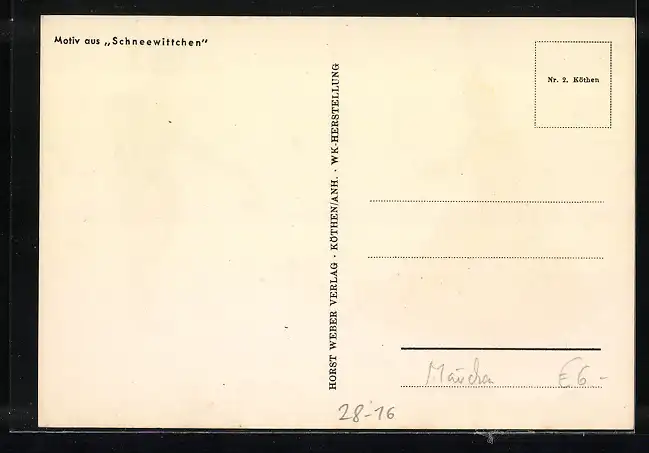 Motiv aus „Schneewittchen“
Nr. 2. Köthen
HORST WEBER VERLAG · KÖTHEN/ANH. · WK-HERSTELLUNG
Märchen € 6 -
28-16